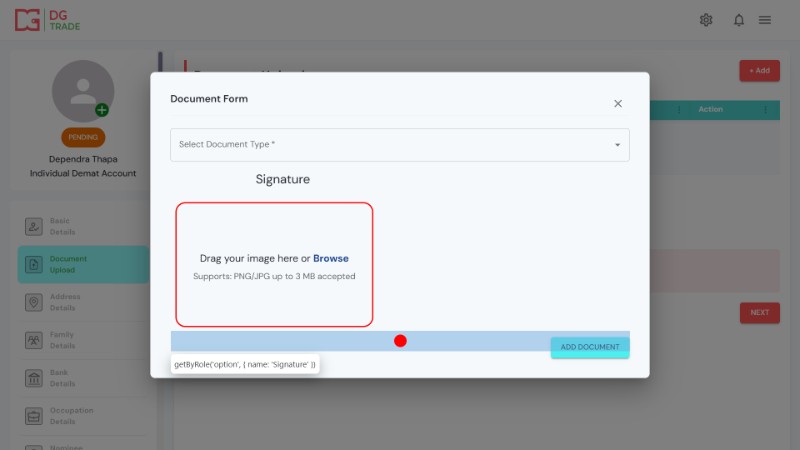 DG
TRADE
+ Add
Document Form
Action
Select Document Type *
PENDING
Dependra Thapa
Individual Demat Account
Signature
Basic
Details
Document
Upload
Drag your image here or Browse
Supports: PNG/JPG up to 3 MB accepted
Address
Details
NEXT
Family
Details
ADD DOCUMENT
getByRole('option', { name: 'Signature' })
Bank
Details
Occupation
Details
Nominee